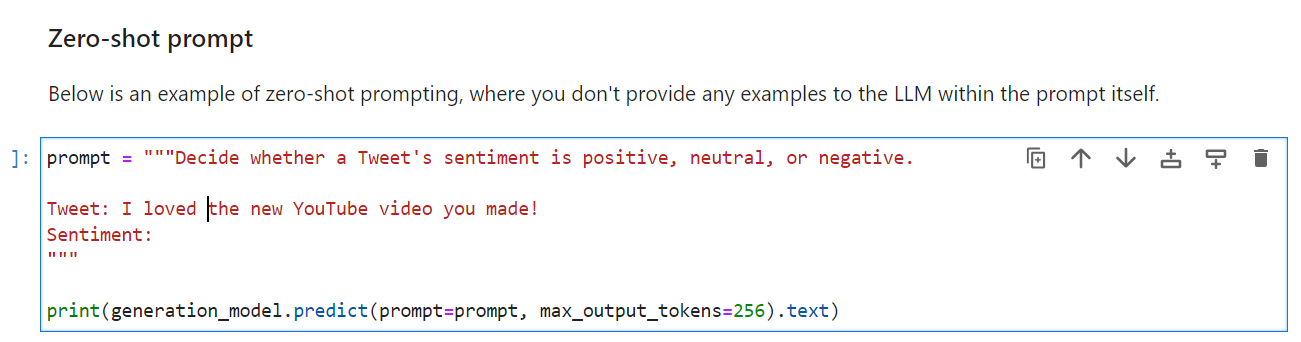 Zero-shot prompt
Below is an example of zero-shot prompting, where you don't provide any examples to the LLM within the prompt itself.
]: prompt = """Decide whether a Tweet's sentiment is positive, neutral, or negative.
Tweet: I loved the new YouTube video you made!
Sentiment:
"""
print(generation_model.predict(prompt=prompt, max_output_tokens=256).text)